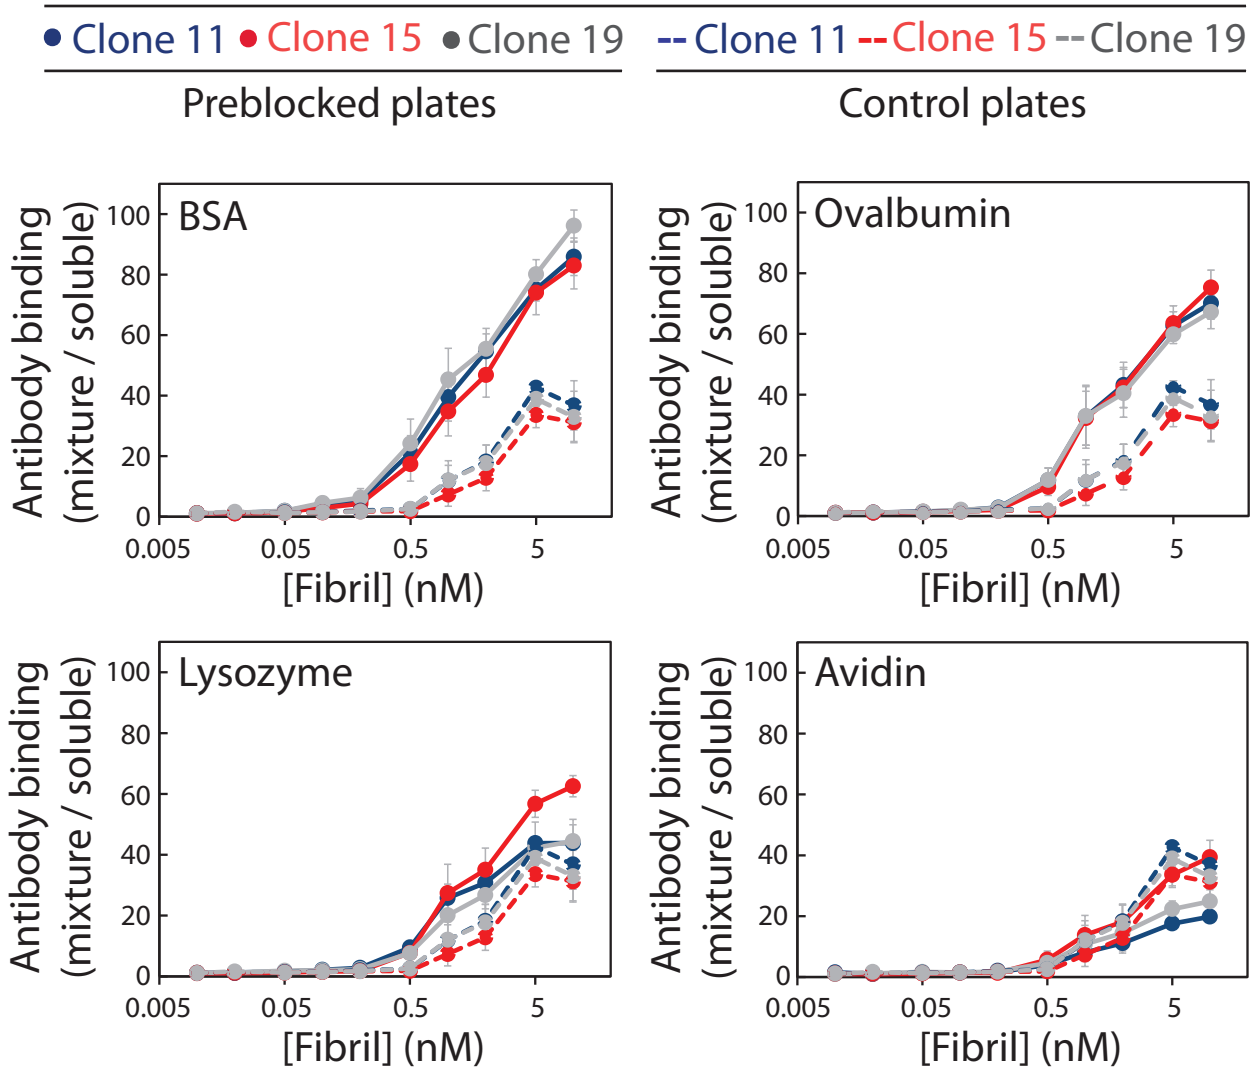 Clone 11 Clone 15 Clone 19 Clone 11 Clone 15 Clone 19
Preblocked plates Control plates
BSA
Antibody binding
(mixture / soluble)
100
80
60
40
20
0
0.005 0.05 0.5 5
[Fibril] (nM)
Ovalbumin
Antibody binding
(mixture / soluble)
100
80
60
40
20
0
0.005 0.05 0.5 5
[Fibril] (nM)
Lysozyme
Antibody binding
(mixture / soluble)
100
80
60
40
20
0
0.005 0.05 0.5 5
[Fibril] (nM)
Avidin
Antibody binding
(mixture / soluble)
100
80
60
40
20
0
0.005 0.05 0.5 5
[Fibril] (nM)